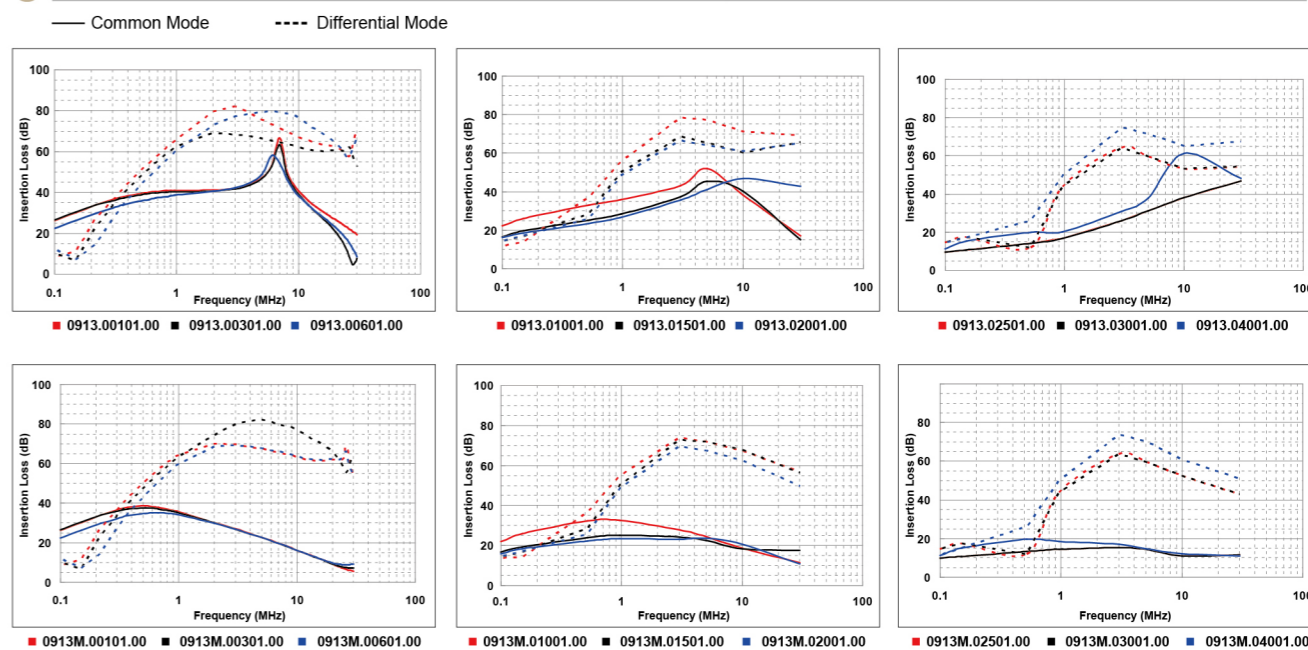 Common Mode Differential Mode
100
80
60
40
20
0
Insertion Loss (dB)
0.1 1 10 100
Frequency (MHz)
0913.00101.00 0913.00301.00 0913.00601.00
100
80
60
40
20
0
Insertion Loss (dB)
0.1 1 10 100
Frequency (MHz)
0913.01001.00 0913.01501.00 0913.02001.00
100
80
60
40
20
0
Insertion Loss (dB)
0.1 1 10 100
Frequency (MHz)
0913.02501.00 0913.03001.00 0913.04001.00
100
80
60
40
20
0
Insertion Loss (dB)
0.1 1 10 100
Frequency (MHz)
0913M.00101.00 0913M.00301.00 0913M.00601.00
100
80
60
40
20
0
Insertion Loss (dB)
0.1 1 10 100
Frequency (MHz)
0913M.01001.00 0913M.01501.00 0913M.02001.00
100
80
60
40
20
0
Insertion Loss (dB)
0.1 1 10 100
Frequency (MHz)
0913M.02501.00 0913M.03001.00 0913M.04001.00